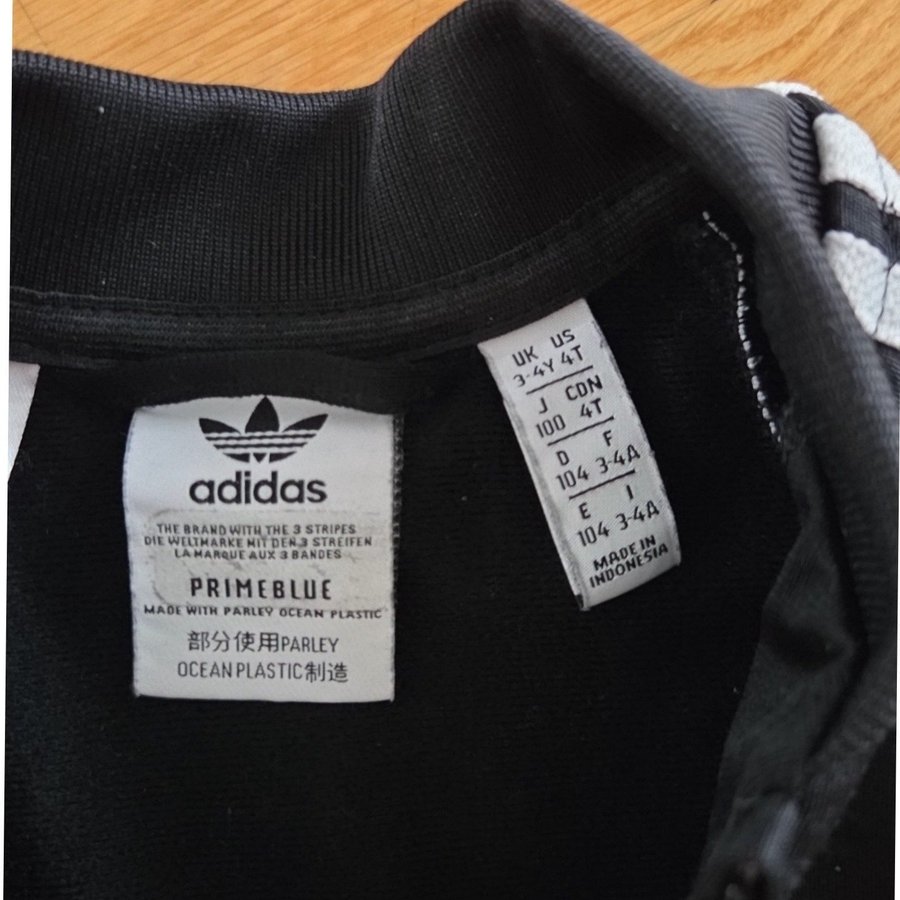 adidas
THE BRAND WITH THE 3 STRIPES
DIE WELTMARKE MIT DEN 3 STREIFEN
LA MARQUE AUX 3 BANDES
PRIMEBLUE
MADE WITH PARLEY OCEAN PLASTIC
部分使用PARLEY
OCEAN PLASTIC制造
UK US
3-4Y 4T
J CDN
100 4T
D F
104 3-4A
E I
104 3-4A
MADE IN
INDONESIA